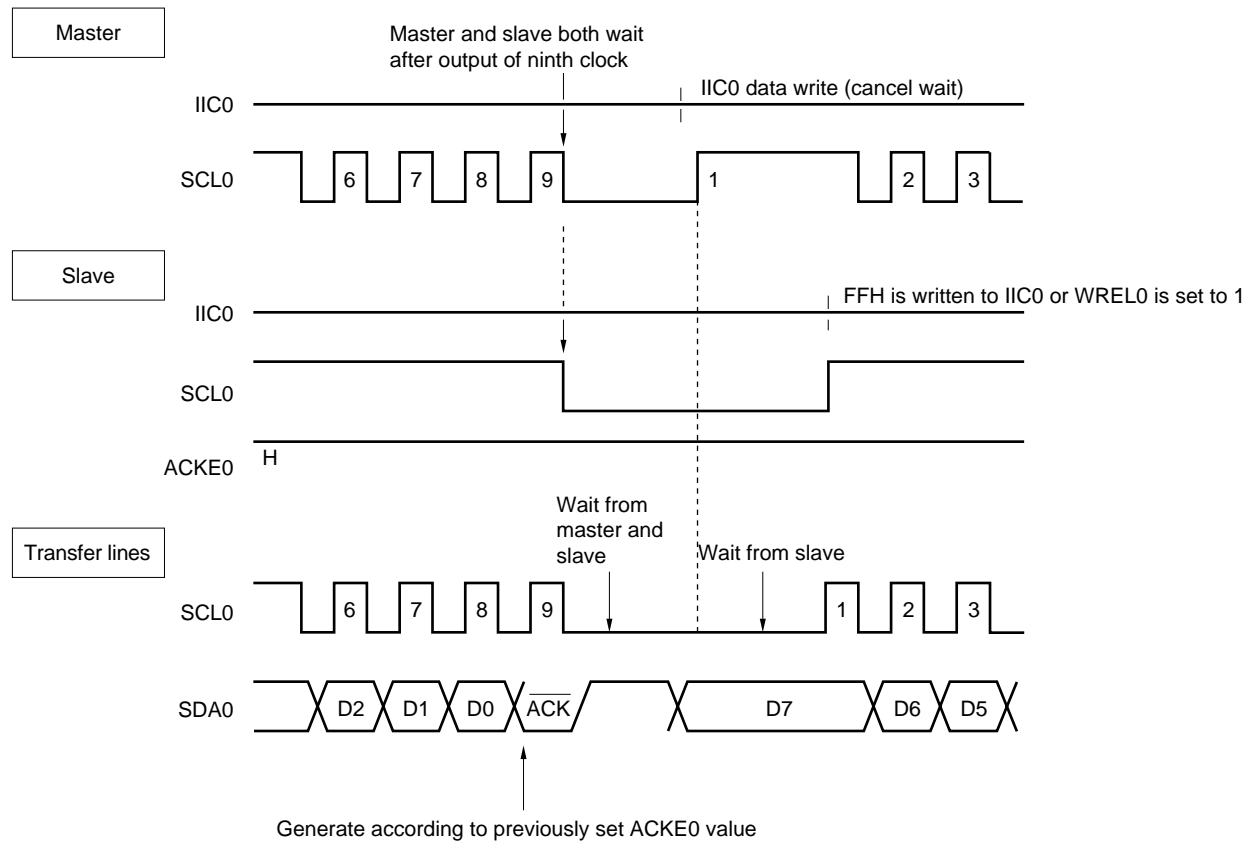 Master
Master and slave both wait
after output of ninth clock
IIC0 data write (cancel wait)
IIC0
SCL0
6 7 8 9 1 2 3
Slave
FFH is written to IIC0 or WREL0 is set to 1
IIC0
SCL0
H
ACKE0
Wait from
master and
slave
Wait from slave
Transfer lines
SCL0
6 7 8 9 1 2 3
SDA0
D2 D1 D0 ACK D7 D6 D5
Generate according to previously set ACKE0 value